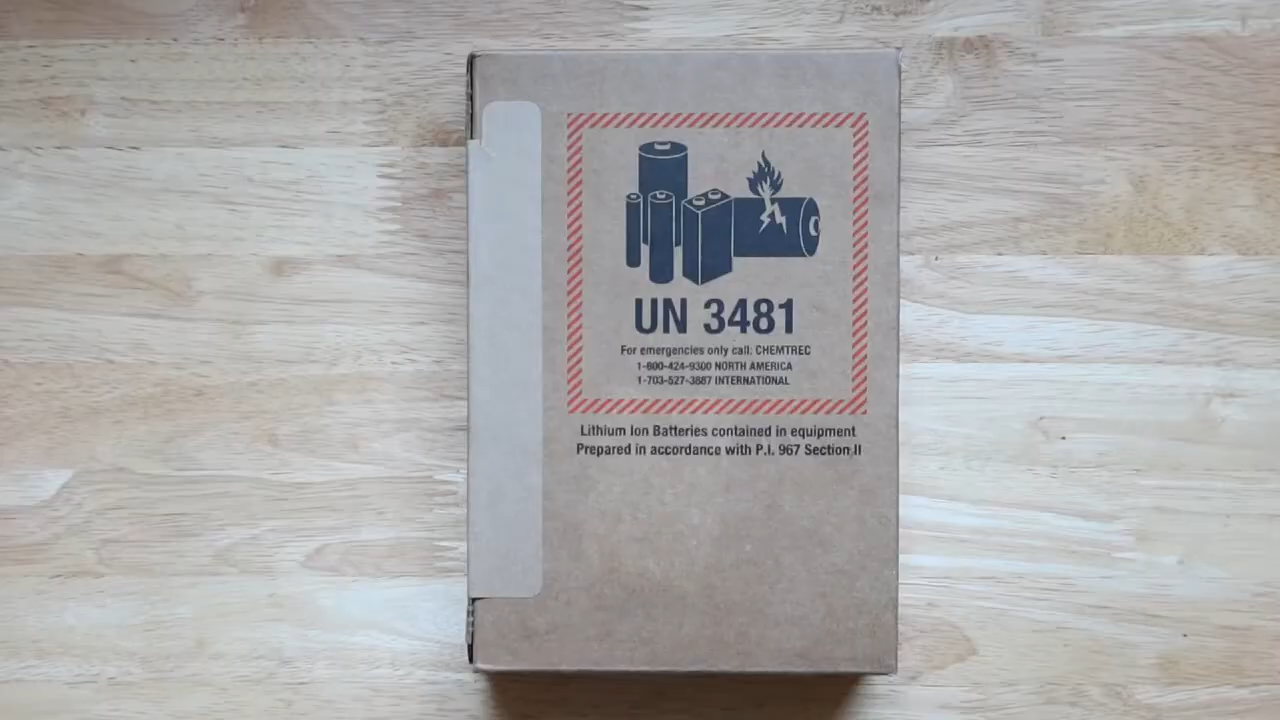 UN 3481
For emergencies only call: CHEMTREC
1-800-424-9300 NORTH AMERICA
1-703-527-3887 INTERNATIONAL
Lithium Ion Batteries contained in equipment
Prepared in accordance with P.I. 967 Section II